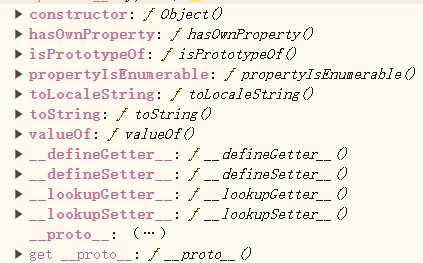 constructor: ƒ Object()
hasOwnProperty: ƒ hasOwnProperty()
isPrototypeOf: ƒ isPrototypeOf()
propertyIsEnumerable: ƒ propertyIsEnumerable()
toLocaleString: ƒ toLocaleString()
toString: ƒ toString()
valueOf: ƒ valueOf()
__defineGetter__: ƒ __defineGetter__()
__defineSetter__: ƒ __defineSetter__()
__lookupGetter__: ƒ __lookupGetter__()
__lookupSetter__: ƒ __lookupSetter__()
__proto__: (…)
get __proto__: ƒ __proto__()